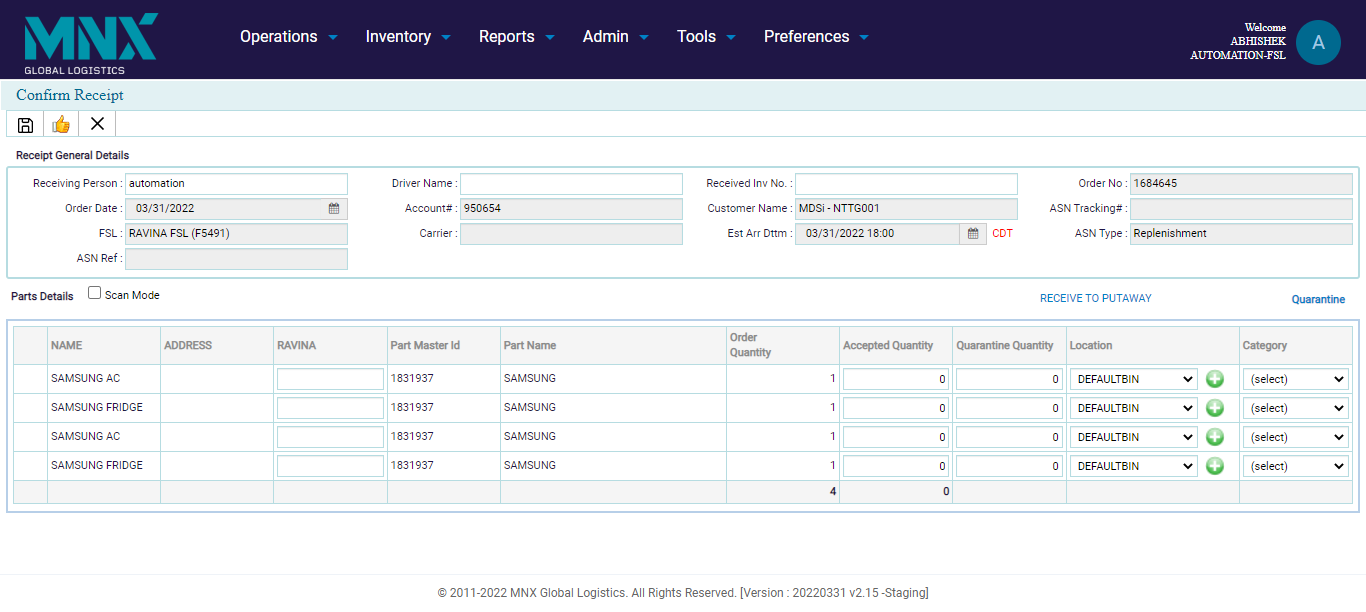 MNX
GLOBAL LOGISTICS
Operations Inventory Reports Admin Tools Preferences
Welcome
ABHISHEK
AUTOMATION-FSL
A
Confirm Receipt
Receipt General Details
Receiving Person : automation Driver Name : Received Inv No. : Order No : 1684645
Order Date : 03/31/2022 Account# : 950654 Customer Name : MDSi - NTTG001 ASN Tracking# :
FSL : RAVINA FSL (F5491) Carrier : Est Arr Dttm : 03/31/2022 18:00 CDT ASN Type : Replenishment
ASN Ref :
Parts Details Scan Mode RECEIVE TO PUTAWAY Quarantine
NAME ADDRESS RAVINA Part Master Id Part Name Order Quantity Accepted Quantity Quarantine Quantity Location Category
SAMSUNG AC 1831937 SAMSUNG 1 0 0 DEFAULTBIN (select)
SAMSUNG FRIDGE 1831937 SAMSUNG 1 0 0 DEFAULTBIN (select)
SAMSUNG AC 1831937 SAMSUNG 1 0 0 DEFAULTBIN (select)
SAMSUNG FRIDGE 1831937 SAMSUNG 1 0 0 DEFAULTBIN (select)
4 0
© 2011-2022 MNX Global Logistics. All Rights Reserved. [Version : 20220331 v2.15 -Staging]